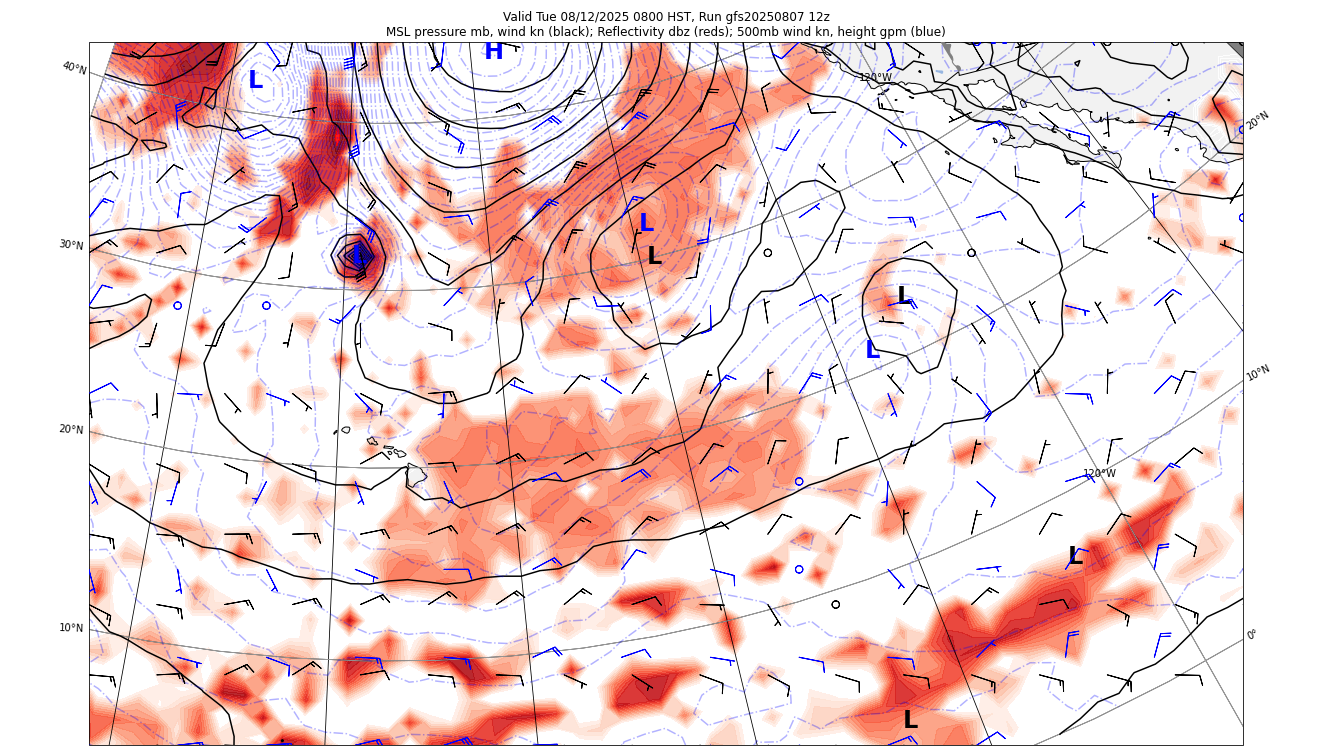 Valid Tue 08/12/2025 0800 HST, Run gfs20250807 12z
MSL pressure mb, wind kn (black); Reflectivity dbz (reds); 500mb wind kn, height gpm (blue)
H
40°N
L
120°W
20°N
L
30°N
L
L
L
L
10°N
20°N
120°W
L
10°N
0°
L